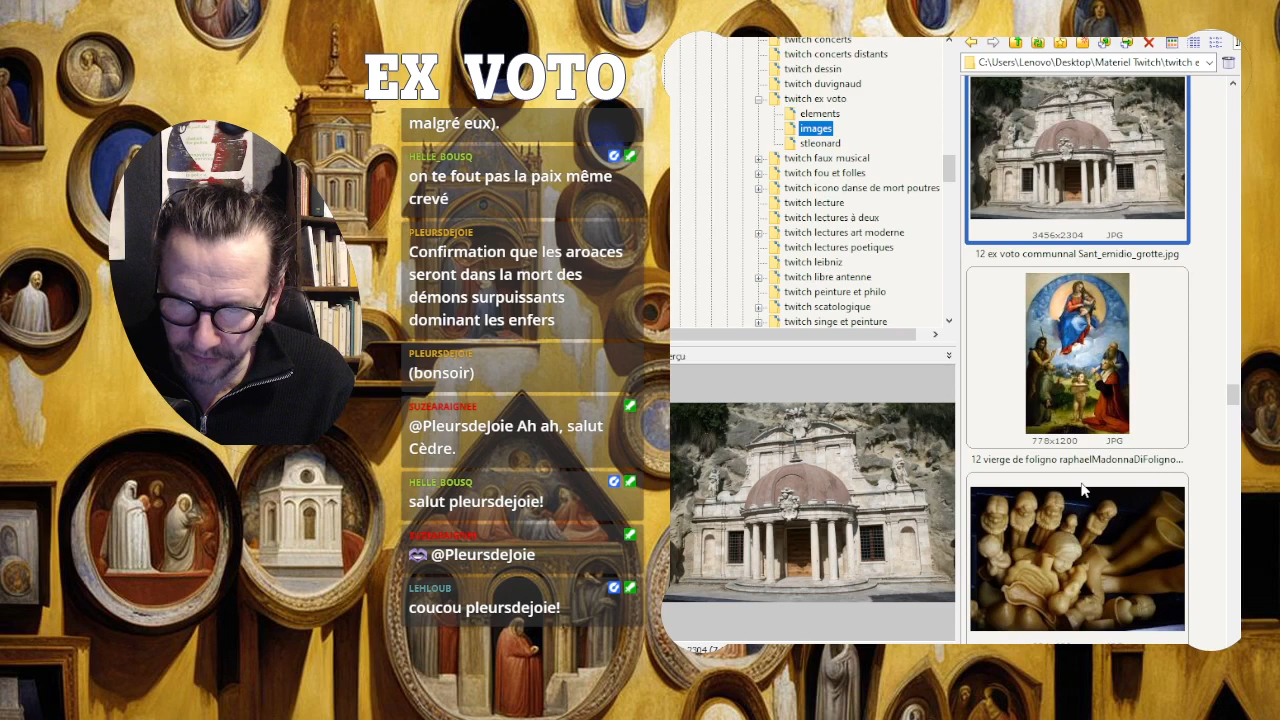 EX VOTO
malgré eux).
HELLE_BOUSQ
on te fout pas la paix même
crevé
PLEURSDEJOIE
Confirmation que les aroaces
seront dans la mort des
démons surpuissants
dominant les enfers
PLEURSDEJOIE
(bonsoir)
SUZEARAIGNEE
@PleursdeJoie Ah ah, salut
Cèdre.
HELLE_BOUSQ
salut pleursdejoie!
@PleursdeJoie
LEHLOUB
coucou pleursdejoie!
twitch concerts
twitch concerts distants
twitch dessin
twitch duvignaud
twitch ex voto
elements
images
stleonard
twitch faux musical
twitch fou et folles
twitch icono danse de mort poutres
twitch lecture
twitch lectures à deux
twitch lectures art moderne
twitch lectures poetiques
twitch leibniz
twitch libre antenne
twitch peinture et philo
twitch scatologique
twitch singe et peinture
erçu
C:\Users\Lenovo\Desktop\Materiel Twitch\twitch e
3456x2304 JPG
12 ex voto communnal Sant_emidio_grotte.jpg
778x1200 JPG
12 vierge de foligno raphaelMadonnaDiFoligno...